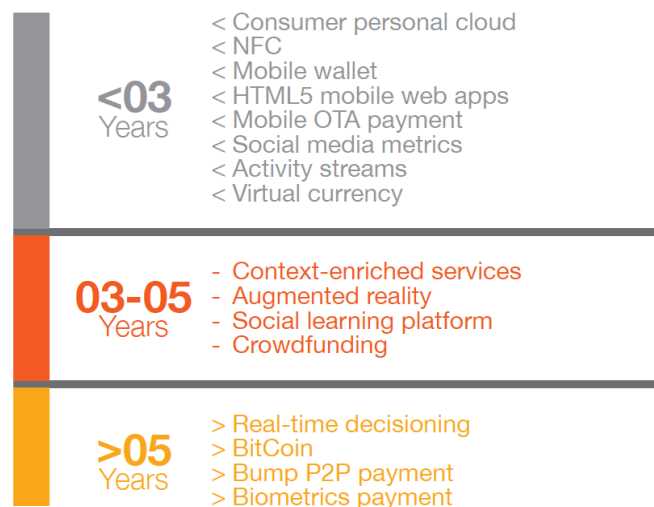 <03
Years
< Consumer personal cloud
< NFC
< Mobile wallet
< HTML5 mobile web apps
< Mobile OTA payment
< Social media metrics
< Activity streams
< Virtual currency
03-05
Years
- Context-enriched services
- Augmented reality
- Social learning platform
- Crowdfunding
>05
Years
> Real-time decisioning
> BitCoin
> Bump P2P payment
> Biometrics payment